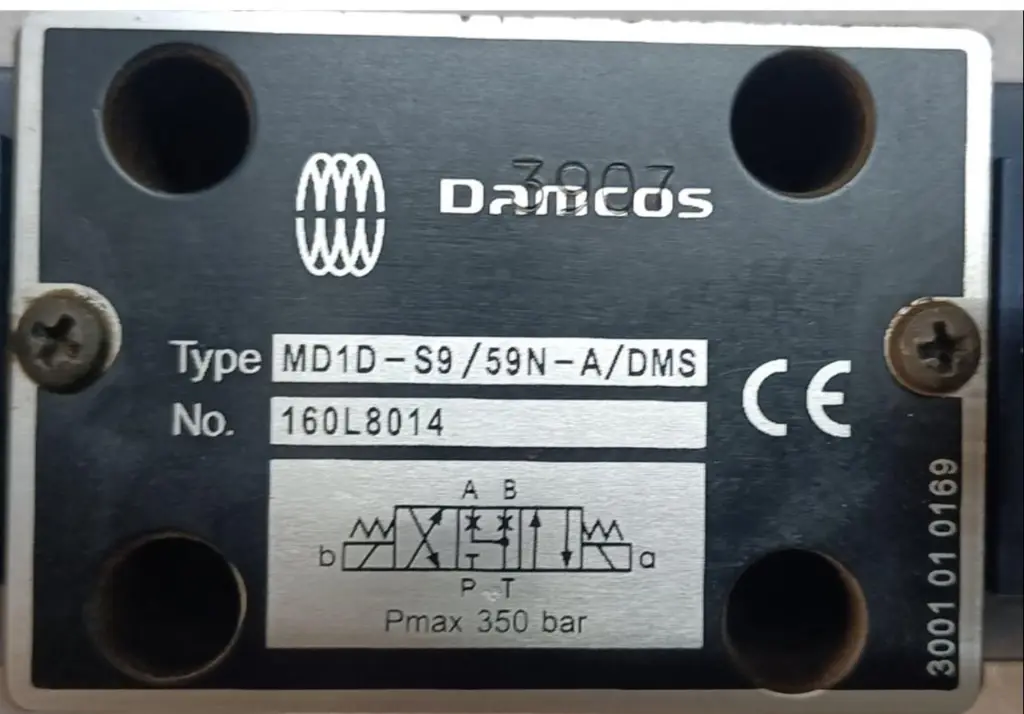 3907
Damcos
Type MD1D-S9/59N-A/DMS
No. 160L8014
A B
b a
P T
Pmax 350 bar
3001 01 0169
CE